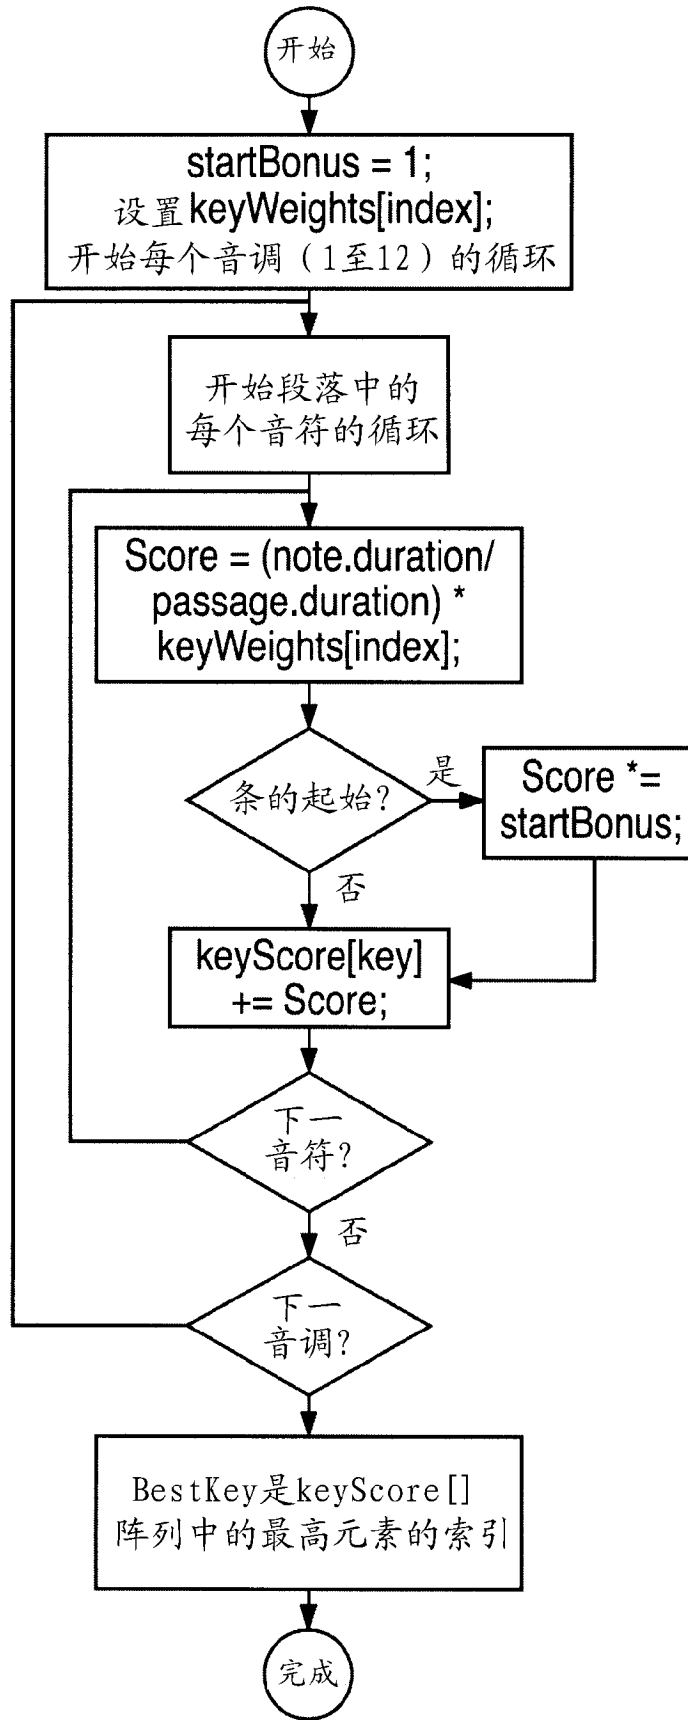 开始
startBonus = 1;
设置keyWeights[index];
开始每个音调（1至12）的循环
开始段落中的
每个音符的循环
Score = (note.duration/
passage.duration) *
keyWeights[index];
条的起始?
是
Score *=
startBonus;
否
keyScore[key]
+= Score;
下一
音符?
否
下一
音调?
BestKey是keyScore[]
阵列中的最高元素的索引
完成